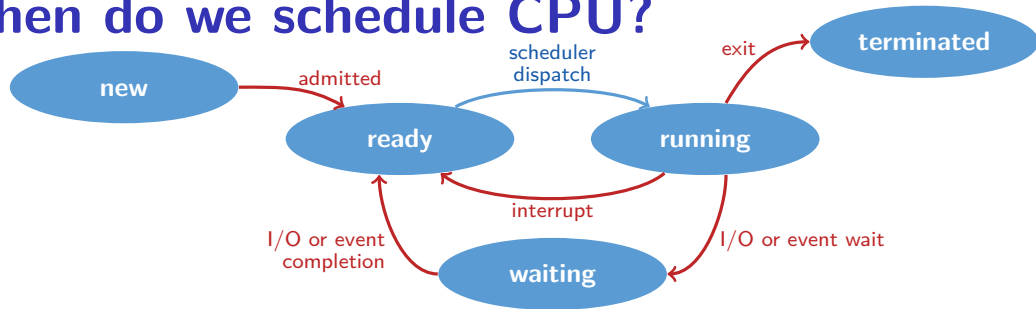 hen do we schedule CPU?
scheduler
dispatch
exit
terminated
new
admitted
ready
running
interrupt
I/O or event
completion
I/O or event wait
waiting